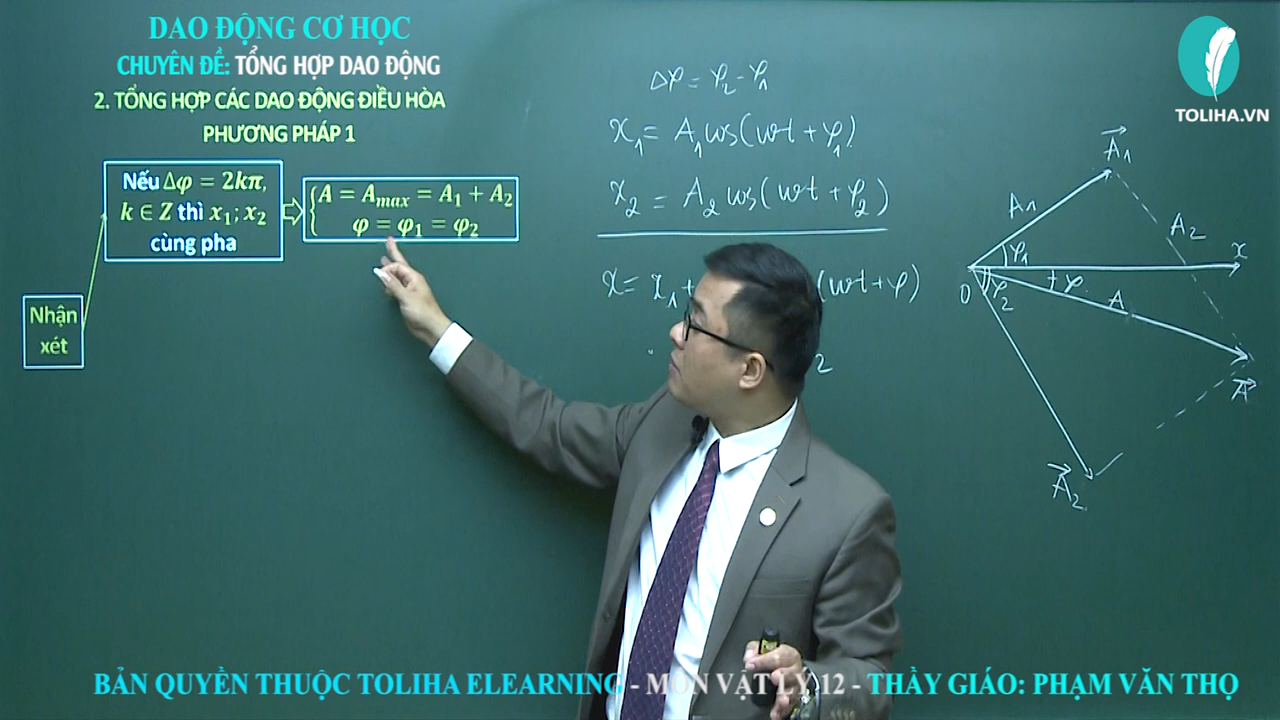 DAO ĐỘNG CƠ HỌC
CHUYÊN ĐỀ: TỔNG HỢP DAO ĐỘNG
2. TỔNG HỢP CÁC DAO ĐỘNG ĐIỀU HÒA
PHƯƠNG PHÁP 1
Nếu Δφ = 2kπ,
k ∈ Z thì x₁; x₂
cùng pha
{A = Aₘₐₓ = A₁ + A₂
φ = φ₁ = φ₂
Nhận
xét
Δφ = φ₂ - φ₁
x₁ = A₁cos(ωt + φ₁)
x₂ = A₂cos(ωt + φ₂)
x = x₁ +
(ωt + φ)
2
TOLIHA.VN
A₁
A₁
A₂
φ₁
x
O
φ₂
+φ
A
A
A₂
BẢN QUYỀN THUỘC TOLIHA ELEARNING - MÔN VẬT LÝ 12 - THẦY GIÁO: PHẠM VĂN THỌ